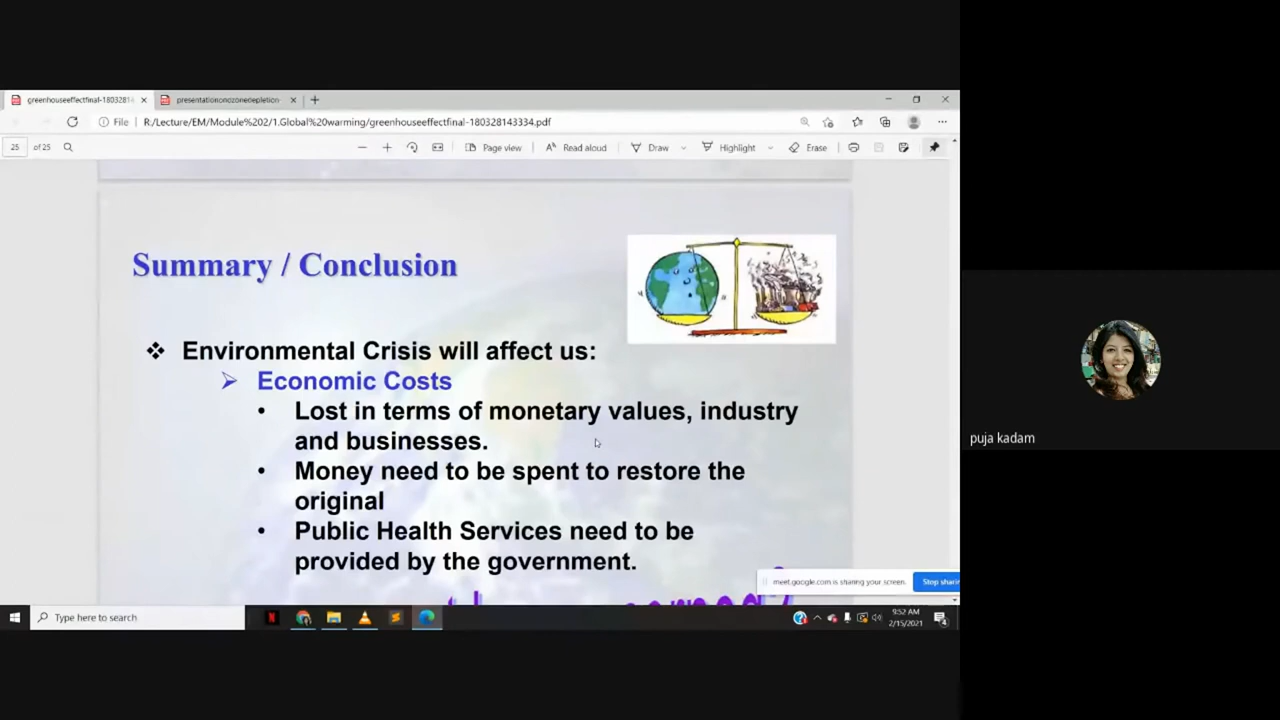 greenhouseeffectfinal-1803281
presentationonozonedepletion-
File
R:/Lecture/EM/Module%202/1.Global%20warming/greenhouseeffectfinal-180328143334.pdf
25 of 25
Page view
Read aloud
Draw
Highlight
Erase
Summary / Conclusion
Environmental Crisis will affect us:
Economic Costs
Lost in terms of monetary values, industry
and businesses.
Money need to be spent to restore the
original
Public Health Services need to be
provided by the government.
meet.google.com is sharing your screen.
Stop sharin
Type here to search
9:52 AM
2/15/2021
puja kadam